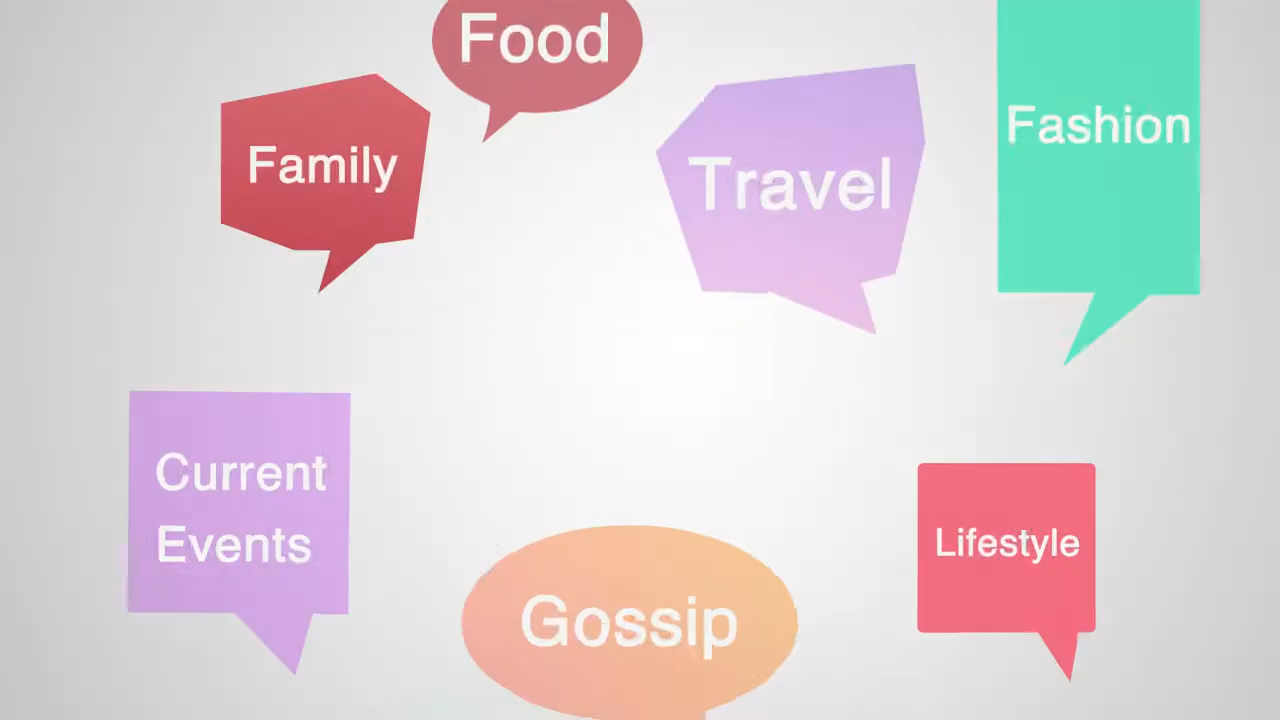 Food
Family
Travel
Fashion
Current
Events
Gossip
Lifestyle